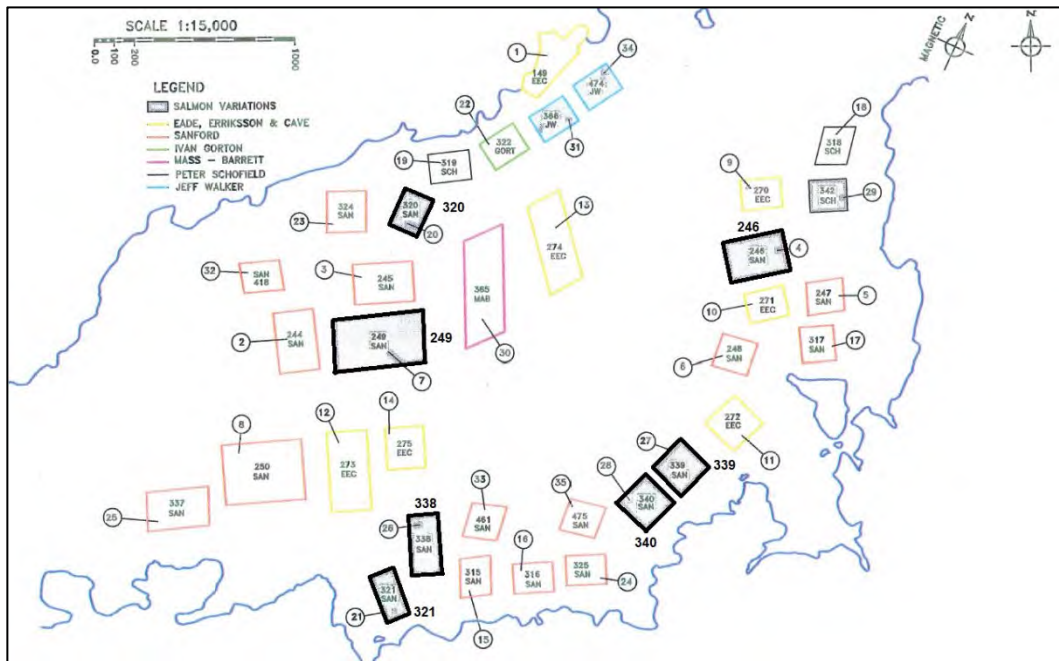 SCALE 1:15,000
0.0
100
200
1000
MAGNETIC
N
N
LEGEND
SALMON VARIATIONS
EADE, ERRIKSSON & CAVE
SANFORD
IVAN GORTON
MASS - BARRETT
PETER SCHOFIELD
JEFF WALKER
1
149
EEC
34
474
JW
22
366
JW
31
322
GORT
18
318
SCH
19
319
SCH
9
270
EEC
342
SCH
29
324
SAN
23
320
SAN
20
320
13
274
EEC
246
246
SAN
4
32
SAN
418
3
245
SAN
365
MAB
30
10
271
EEC
247
SAN
5
2
244
SAN
249
SAN
249
7
6
248
SAN
317
SAN
17
12
14
275
EEC
272
EEC
11
8
250
SAN
273
EEC
27
339
SAN
339
337
SAN
25
28
340
SAN
340
338
26
338
SAN
33
461
SAN
35
475
SAN
16
315
SAN
15
316
SAN
325
SAN
24
321
SAN
21
321